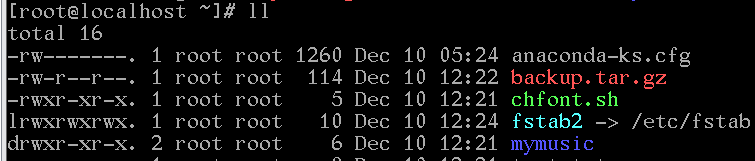 [root@localhost ~]# ll
total 16
-rw-------. 1 root root 1260 Dec 10 05:24 anaconda-ks.cfg
-rw-r--r--. 1 root root  114 Dec 10 12:22 backup.tar.gz
-rwxr-xr-x. 1 root root    5 Dec 10 12:21 chfont.sh
lrwxrwxrwx. 1 root root   10 Dec 10 12:24 fstab2 -> /etc/fstab
drwxr-xr-x. 2 root root    6 Dec 10 12:21 mymusic